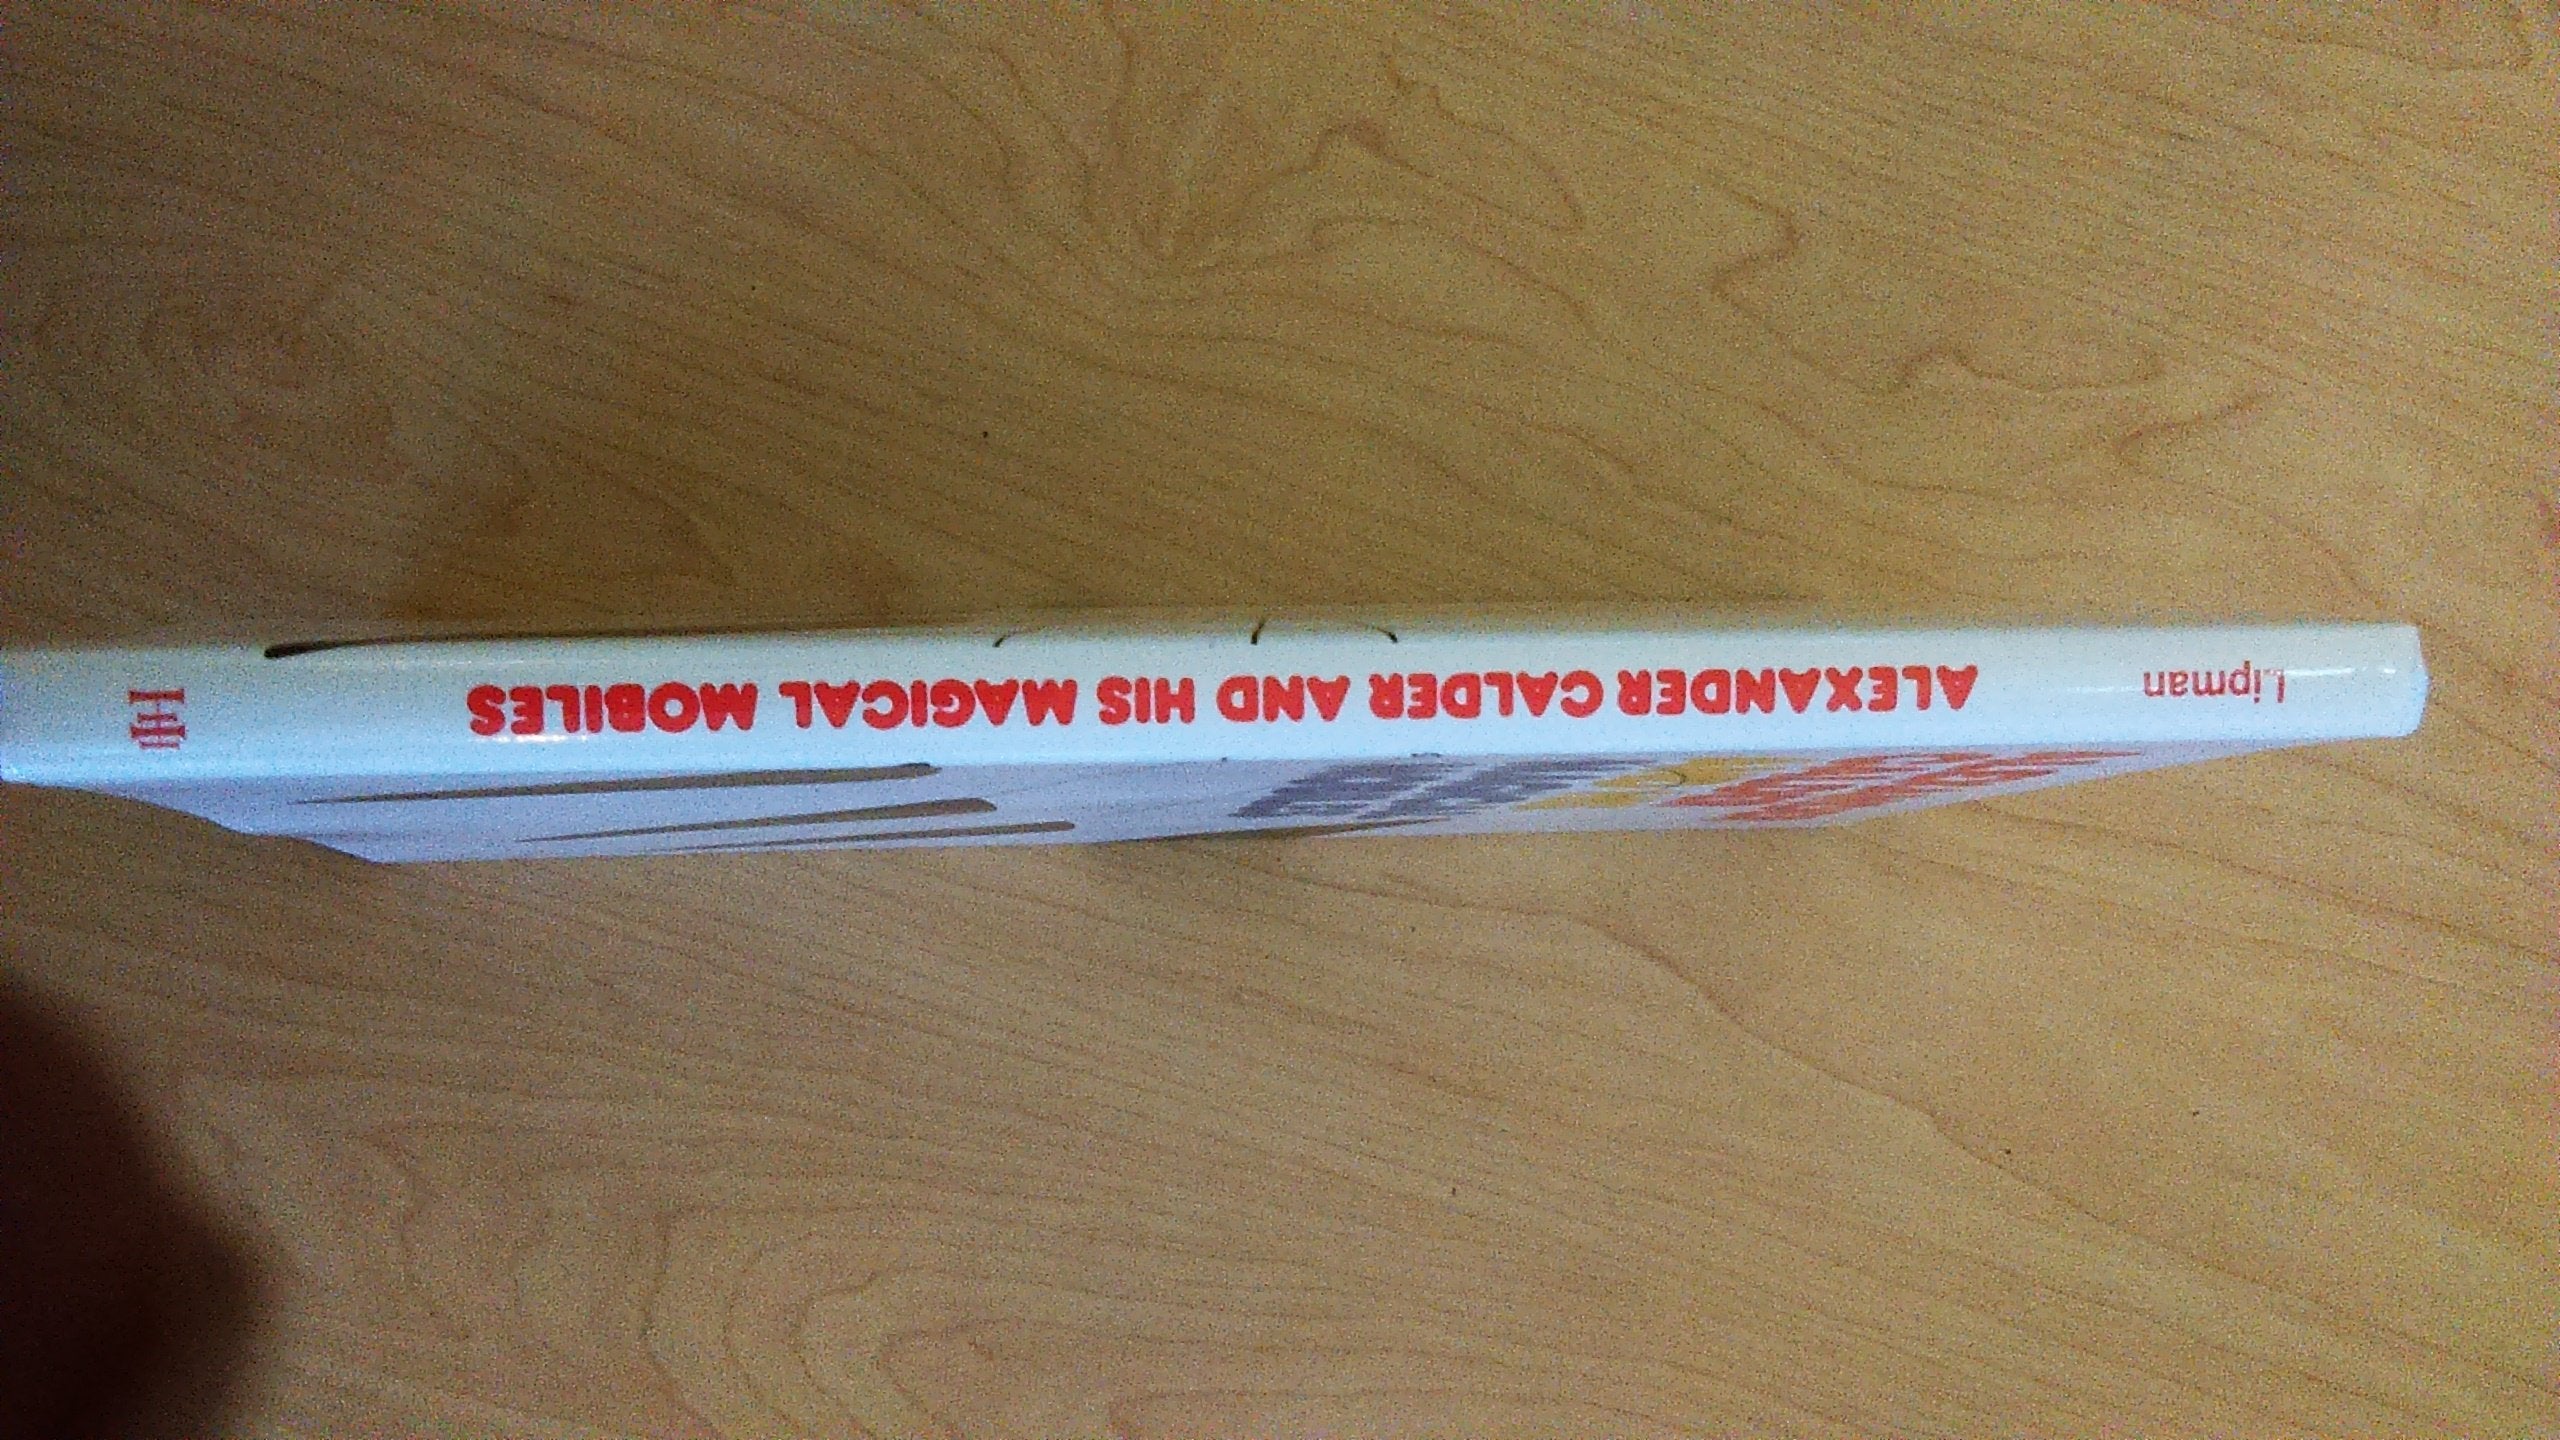 Lipman ALEXANDER CALDER AND HIS MAGICAL MOBILES